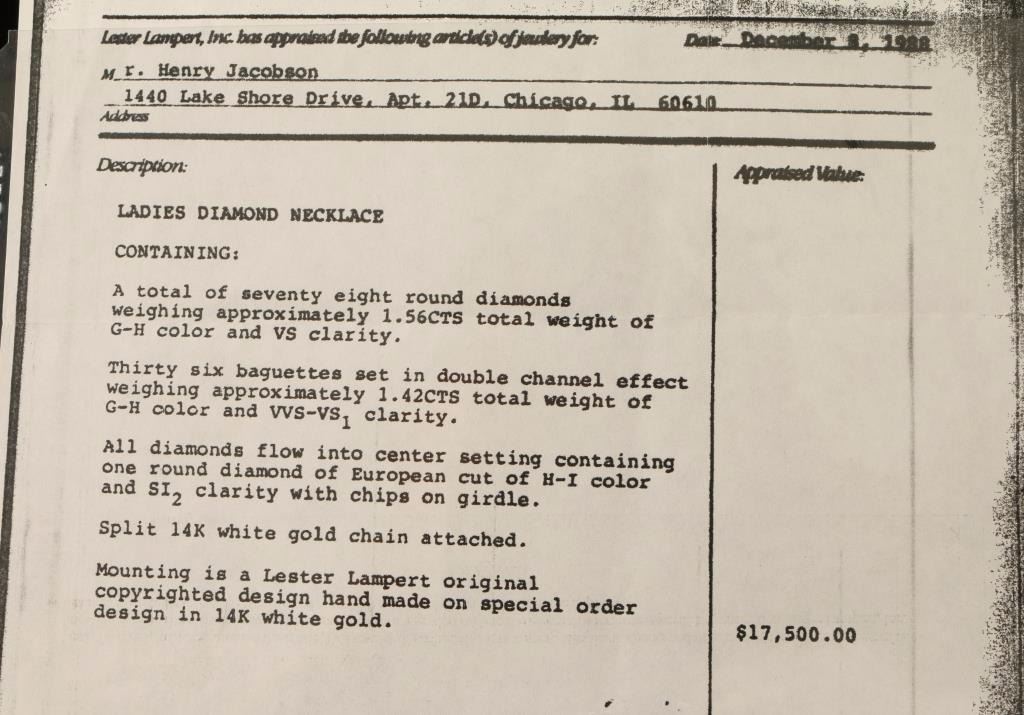 Lester Lampert, Inc. has appraised the following article(s) of jewelery for:
Date December 8, 1988
Mr. Henry Jacobson
1440 Lake Shore Drive, Apt. 21D, Chicago, IL 60610
Address
Description:
Appraised Value:
LADIES DIAMOND NECKLACE
CONTAINING:
A total of seventy eight round diamonds
weighing approximately 1.56CTS total weight of
G-H color and VS clarity.
Thirty six baguettes set in double channel effect
weighing approximately 1.42CTS total weight of
G-H color and VVS-VS1 clarity.
All diamonds flow into center setting containing
one round diamond of European cut of H-I color
and SI2 clarity with chips on girdle.
Split 14K white gold chain attached.
Mounting is a Lester Lampert original
copyrighted design hand made on special order
design in 14K white gold.
$17,500.00